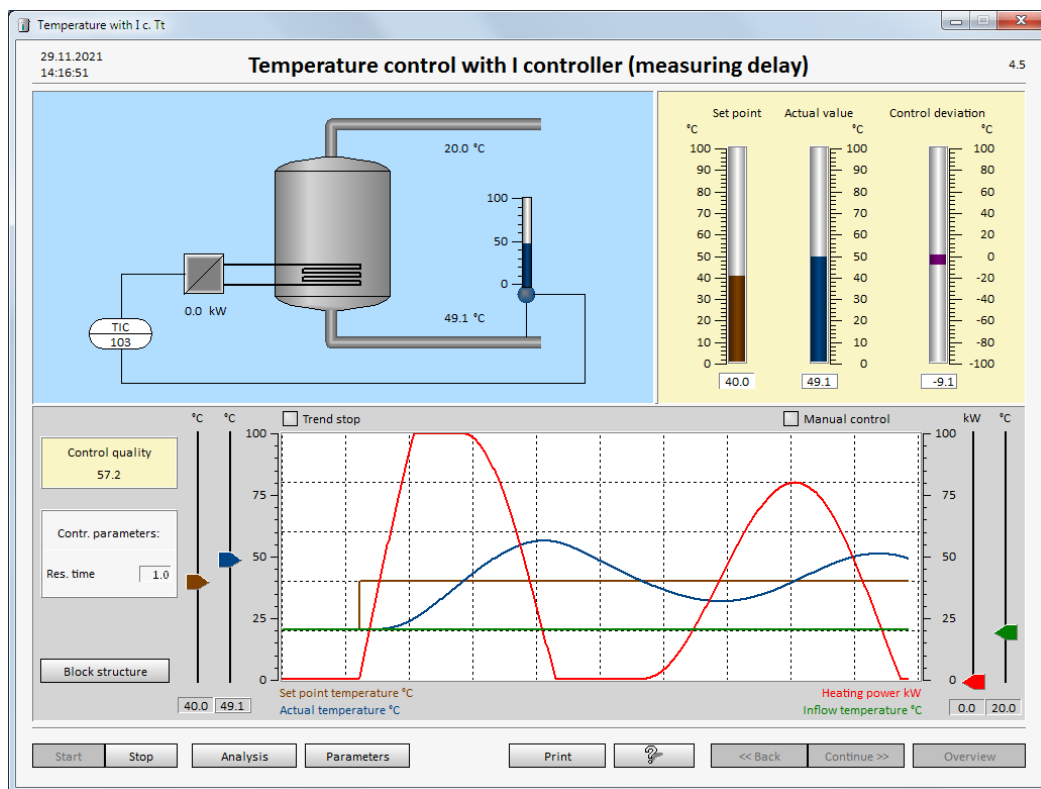 Temperature with I c. Tt
29.11.2021
14:16:51
Temperature control with I controller (measuring delay)
4.5
20.0 °C
100
50
0
0.0 kW
TIC
103
49.1 °C
Set point Actual value Control deviation
°C °C °C
100 100 100
90 90 80
80 80 60
70 70 40
60 60 20
50 50 0
40 40 -20
30 30 -40
20 20 -60
10 10 -80
0 0 -100
40.0 49.1 -9.1
°C °C Trend stop Manual control kW °C
Control quality
57.2
Contr. parameters:
Res. time 1.0
Block structure
100 100
75 75
50 50
25 25
0 0
Set point temperature °C Heating power kW
Actual temperature °C Inflow temperature °C
40.0 49.1 0.0 20.0
Start Stop Analysis Parameters Print ? << Back Continue >> Overview